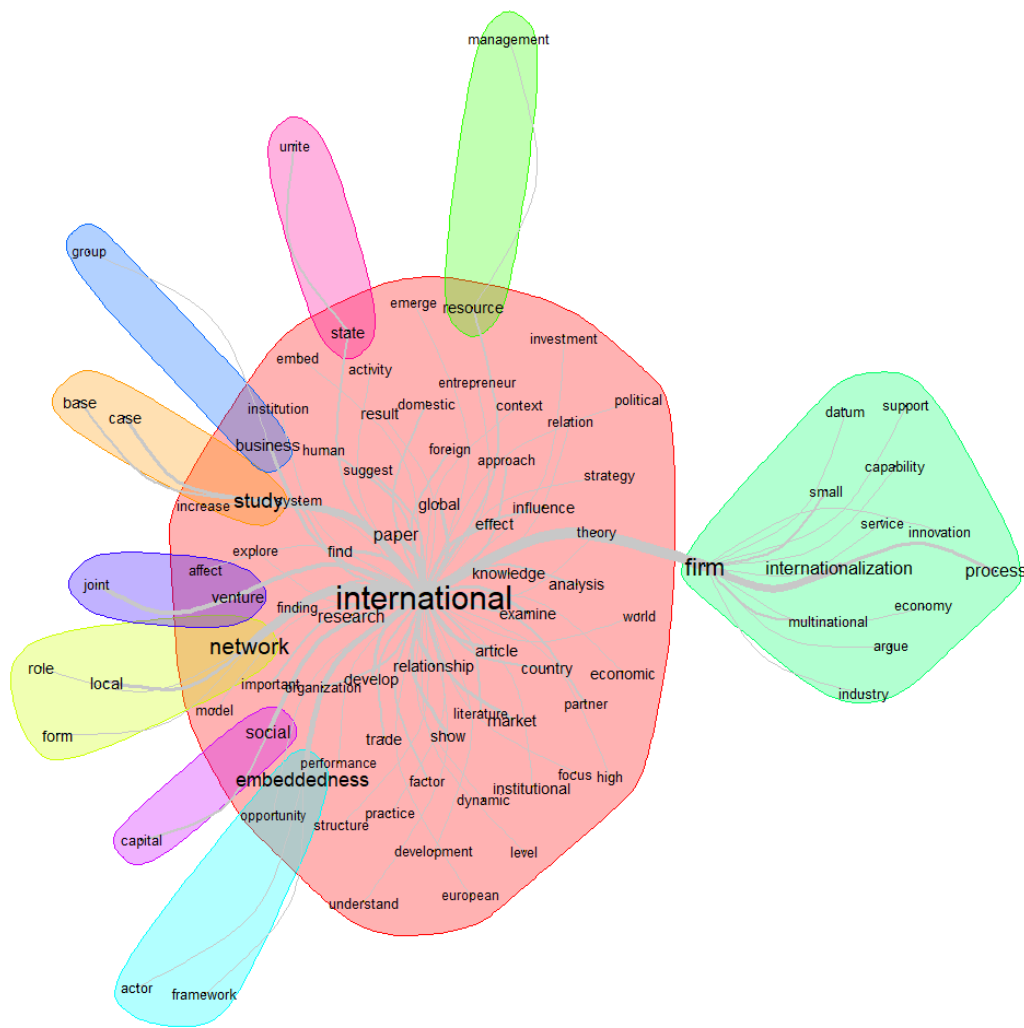 management
unite
group
emerge
resource
state
investment
embed
activity
entrepreneur
base
case
institution
result
domestic
context
political
relation
datum
support
business
human
foreign
approach
suggest
capability
strategy
small
increase
study
system
global
influence
paper
effect
theory
service
innovation
explore
find
firm
internationalization
process
joint
affect
venture
knowledge
analysis
international
finding
research
examine
world
economy
multinational
network
article
argue
role
local
important
organization
develop
relationship
country
economic
industry
model
literature
market
partner
form
social
trade
show
performance
embeddedness
factor
institutional
focus
high
opportunity
structure
practice
dynamic
capital
development
level
understand
european
actor
framework